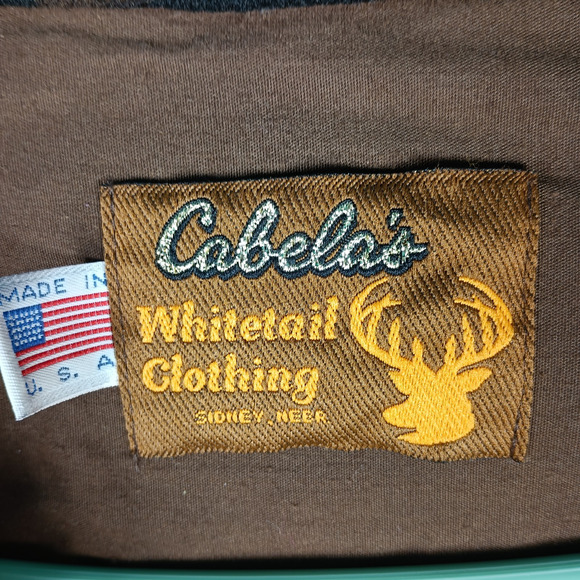 Cabela's
Whitetail
Clothing
SIDNEY, NEBR
MADE IN
U. S. A